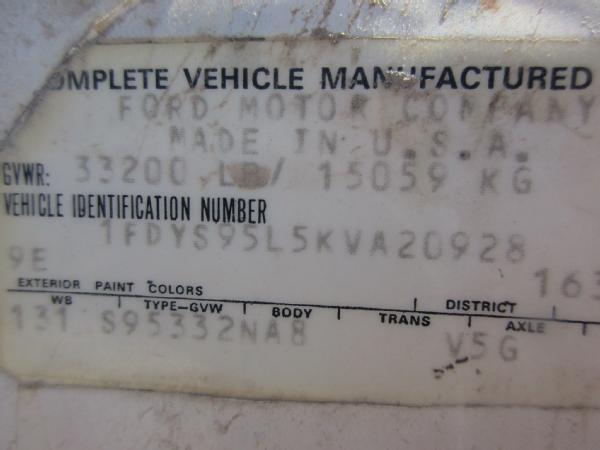 OMPLETE VEHICLE MANUFACTURED
FORD MOTOR COMPANY
MADE IN U.S.A.
GVWR: 33200 LB/ 15059 KG
VEHICLE IDENTIFICATION NUMBER
1FDYS95L5KVA20928
9E 163
EXTERIOR PAINT COLORS DISTRICT
WB TYPE-GVW BODY TRANS AXLE
131 S95332NA8 V5G